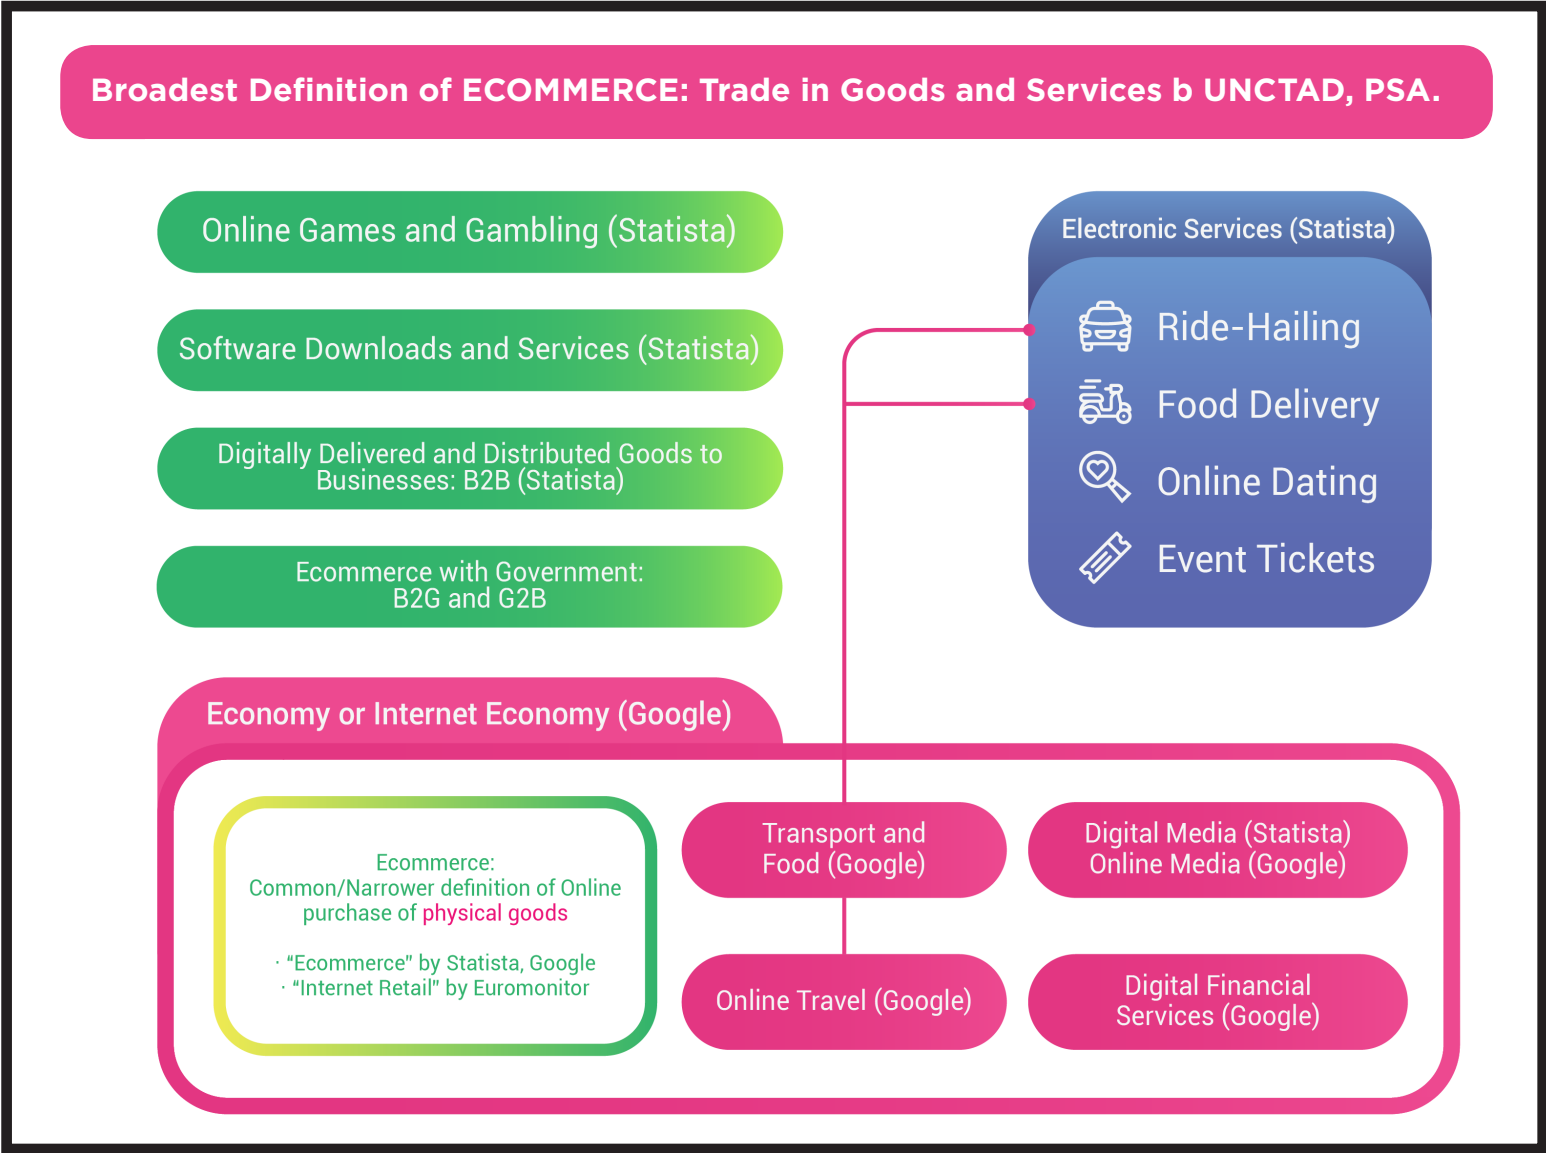 Broadest Definition of ECOMMERCE: Trade in Goods and Services b UNCTAD, PSA.
Online Games and Gambling (Statista)
Software Downloads and Services (Statista)
Digitally Delivered and Distributed Goods to
Businesses: B2B (Statista)
Ecommerce with Government:
B2G and G2B
Electronic Services (Statista)
Ride-Hailing
Food Delivery
Online Dating
Event Tickets
Economy or Internet Economy (Google)
Ecommerce:
Common/Narrower definition of Online
purchase of physical goods
· “Ecommerce” by Statista, Google
· “Internet Retail” by Euromonitor
Transport and
Food (Google)
Digital Media (Statista)
Online Media (Google)
Online Travel (Google)
Digital Financial
Services (Google)